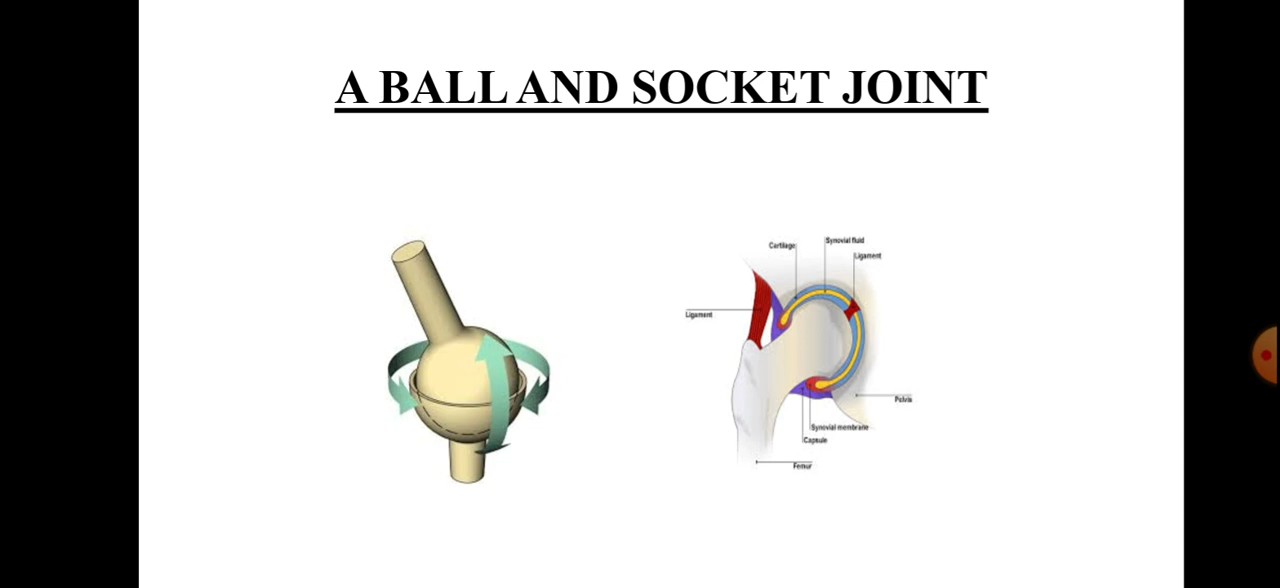 A BALL AND SOCKET JOINT
Cartilage
Synovial fluid
Ligament
Ligament
Pelvis
Synovial membrane
Capsule
Femur